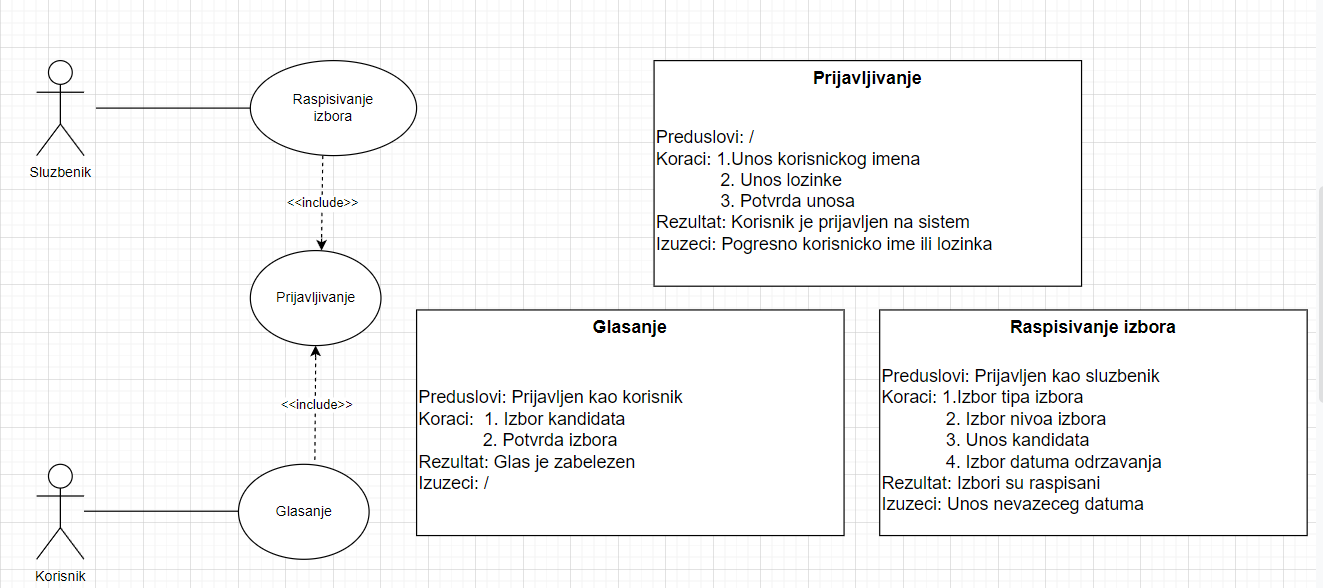 Sluzbenik
Raspisivanje
izbora
<<include>>
Prijavljivanje
<<include>>
Glasanje
Korisnik
Prijavljivanje
Preduslovi: /
Koraci: 1.Unos korisnickog imena
2. Unos lozinke
3. Potvrda unosa
Rezultat: Korisnik je prijavljen na sistem
Izuzeci: Pogresno korisnicko ime ili lozinka
Glasanje
Preduslovi: Prijavljen kao korisnik
Koraci: 1. Izbor kandidata
2. Potvrda izbora
Rezultat: Glas je zabelezen
Izuzeci: /
Raspisivanje izbora
Preduslovi: Prijavljen kao sluzbenik
Koraci: 1.Izbor tipa izbora
2. Izbor nivoa izbora
3. Unos kandidata
4. Izbor datuma odrzavanja
Rezultat: Izbori su raspisani
Izuzeci: Unos nevazeceg datuma